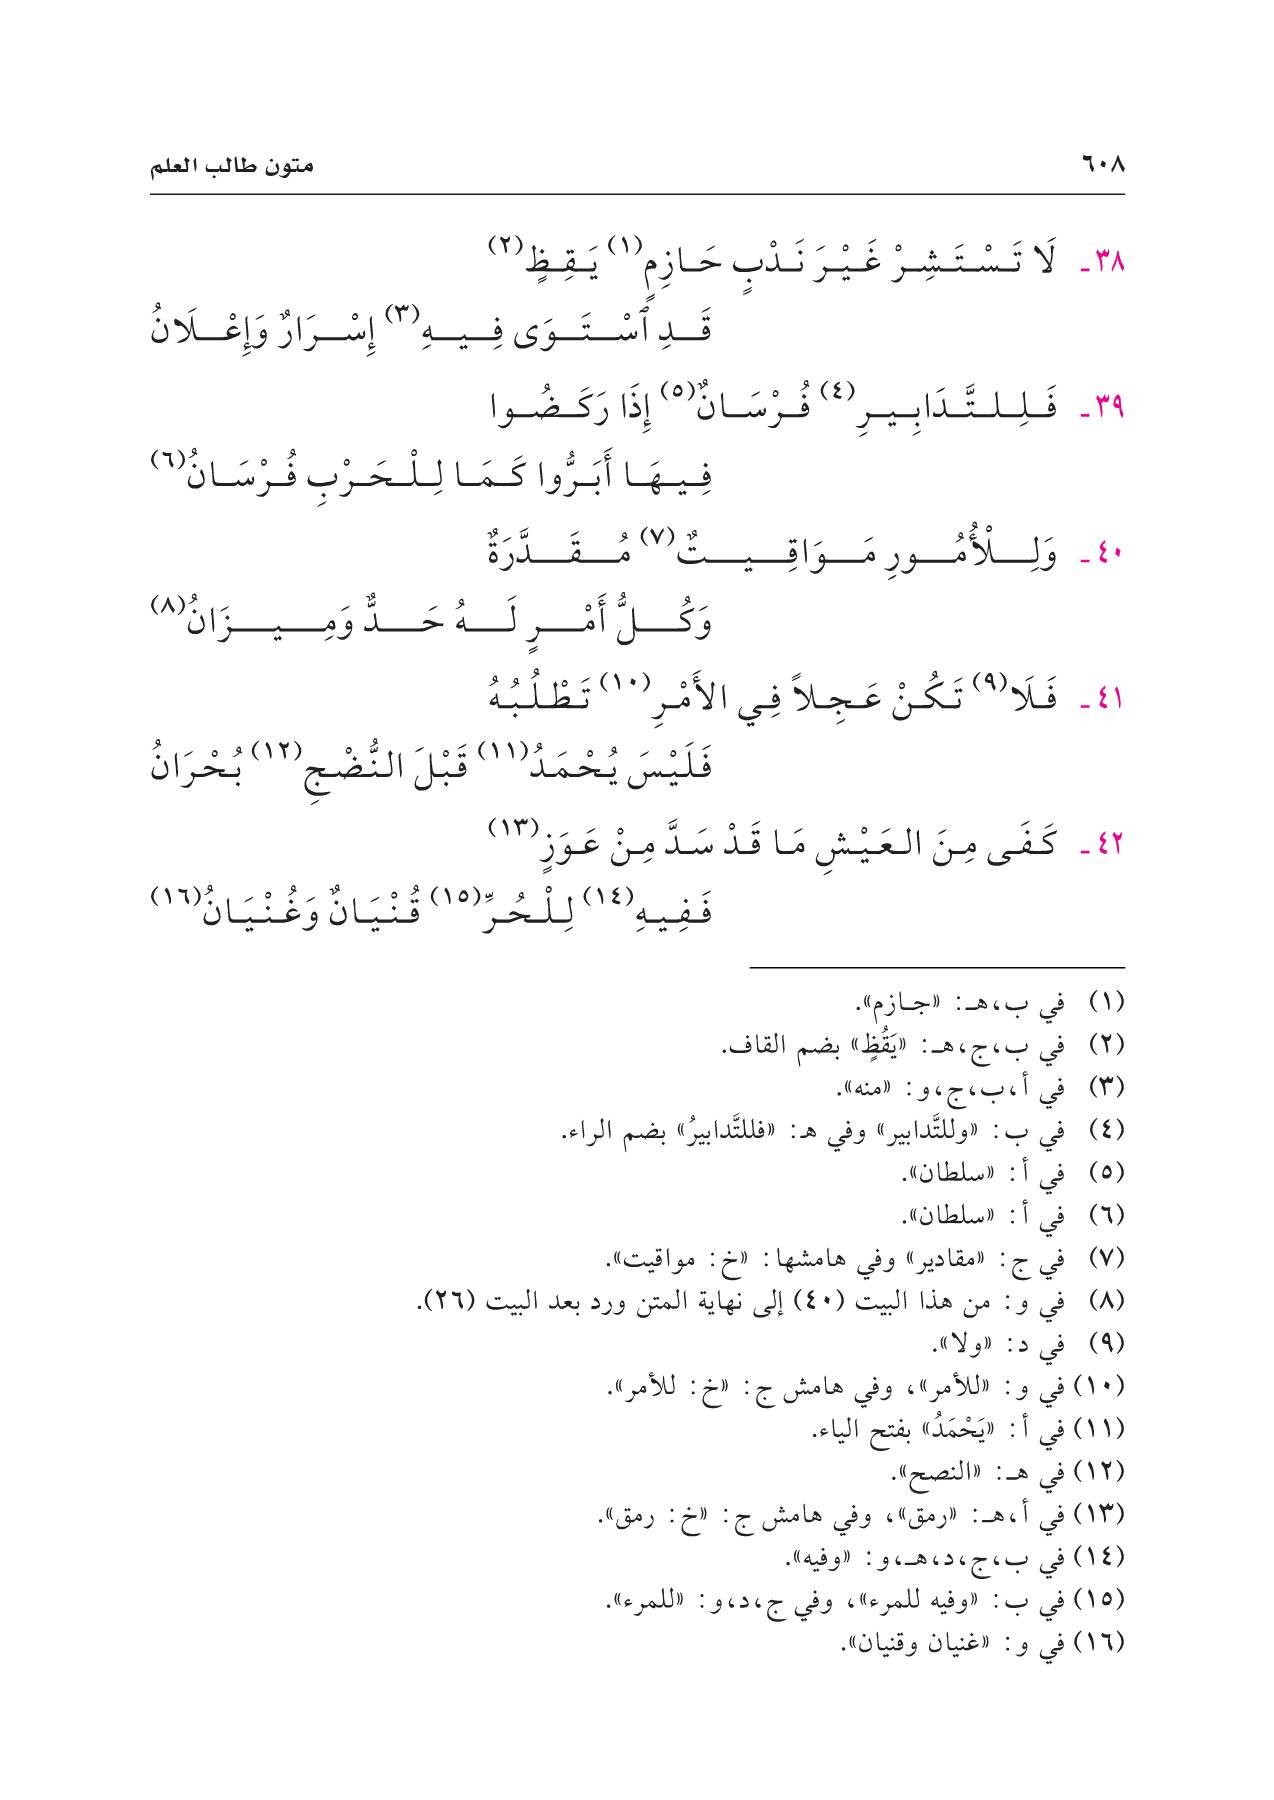 ٦٠٨
متون طالب العلم
٣٨ ـ لَا تَسْتَشِرْ غَيْرَ نَدْبٍ حَازِمٍ(١) يَقِظٍ(٢)
قَدِ ٱسْتَوَى فِيهِ(٣) إِسْرَارٌ وَإِعْلَانُ
٣٩ ـ فَلِلتَّدَابِيرِ(٤) فُرْسَانٌ(٥) إِذَا رَكَضُوا
فِيهَا أَبَرُّوا كَمَا لِلْحَرْبِ فُرْسَانُ(٦)
٤٠ ـ وَلِلْأُمُورِ مَوَاقِيتٌ(٧) مُقَدَّرَةٌ
وَكُلُّ أَمْرٍ لَهُ حَدٌّ وَمِيزَانُ(٨)
٤١ ـ فَلَا(٩) تَكُنْ عَجِلاً فِي الأَمْرِ(١٠) تَطْلُبُهُ
فَلَيْسَ يُحْمَدُ(١١) قَبْلَ النُّضْجِ(١٢) بُحْرَانُ
٤٢ ـ كَفَى مِنَ العَيْشِ مَا قَدْ سَدَّ مِنْ عَوَزٍ(١٣)
فَفِيهِ(١٤) لِلْحُرِّ(١٥) قُنْيَانٌ وَغُنْيَانُ(١٦)
(١) في ب، هـ: «جازم».
(٢) في ب، ج، هـ: «يَقُظٍ» بضم القاف.
(٣) في أ، ب، ج، و: «منه».
(٤) في ب: «وللتَّدابير» وفي هـ: «فللتَّدابيرُ» بضم الراء.
(٥) في أ: «سلطان».
(٦) في أ: «سلطان».
(٧) في ج: «مقادير» وفي هامشها: «خ: مواقيت».
(٨) في و: من هذا البيت (٤٠) إلى نهاية المتن ورد بعد البيت (٢٦).
(٩) في د: «ولا».
(١٠) في و: «للأمر»، وفي هامش ج: «خ: للأمر».
(١١) في أ: «يَحْمَدُ» بفتح الياء.
(١٢) في هـ: «النصح».
(١٣) في أ، هـ: «رمق»، وفي هامش ج: «خ: رمق».
(١٤) في ب، ج، د، هـ، و: «وفيه».
(١٥) في ب: «وفيه للمرء»، وفي ج، د، و: «للمرء».
(١٦) في و: «غنيان وقنيان».